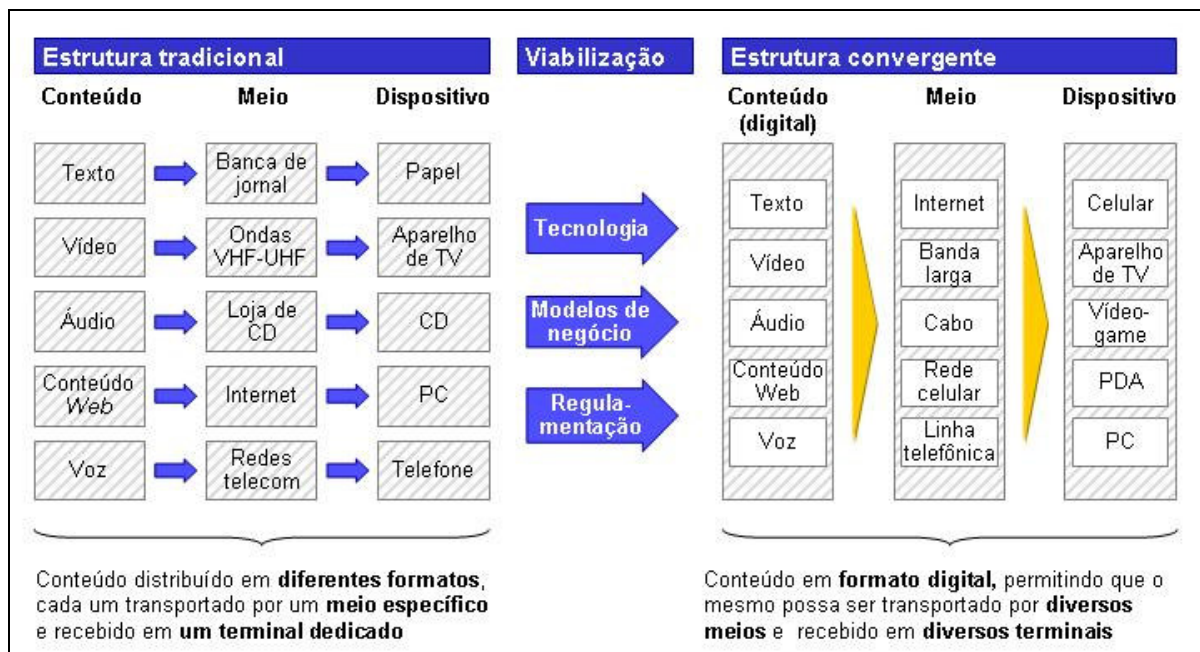 Estrutura tradicional
Viabilização
Estrutura convergente
Conteúdo
Meio
Dispositivo
Conteúdo
(digital)
Meio
Dispositivo
Texto
Banca de
jornal
Papel
Vídeo
Ondas
VHF-UHF
Aparelho
de TV
Áudio
Loja de
CD
CD
Conteúdo
Web
Internet
PC
Voz
Redes
telecom
Telefone
Tecnologia
Modelos de
negócio
Regula-
mentação
Texto
Internet
Celular
Vídeo
Banda
larga
Aparelho
de TV
Áudio
Cabo
Vídeo-
game
Conteúdo
Web
Rede
celular
PDA
Voz
Linha
telefônica
PC
Conteúdo distribuído em diferentes formatos,
cada um transportado por um meio específico
e recebido em um terminal dedicado
Conteúdo em formato digital, permitindo que o
mesmo possa ser transportado por diversos
meios e recebido em diversos terminais